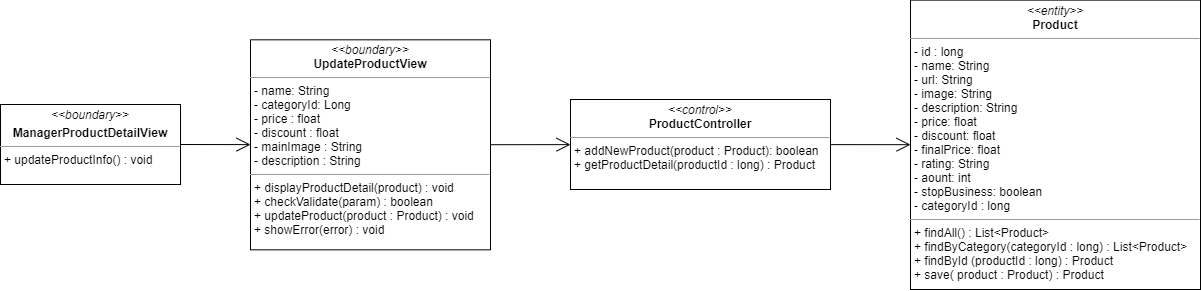 <<boundary>>
ManagerProductDetailView
+ updateProductInfo() : void
<<boundary>>
UpdateProductView
- name: String
- categoryId: Long
- price : float
- discount : float
- mainImage : String
- description : String
+ displayProductDetail(product) : void
+ checkValidate(param) : boolean
+ updateProduct(product : Product) : void
+ showError(error) : void
<<control>>
ProductController
+ addNewProduct(product : Product): boolean
+ getProductDetail(productId : long) : Product
<<entity>>
Product
- id : long
- name: String
- url: String
- image: String
- description: String
- price: float
- discount: float
- finalPrice: float
- rating: String
- aount: int
- stopBusiness: boolean
- categoryId : long
+ findAll() : List<Product>
+ findByCategory(categoryId : long) : List<Product>
+ findById (productId : long) : Product
+ save( product : Product) : Product